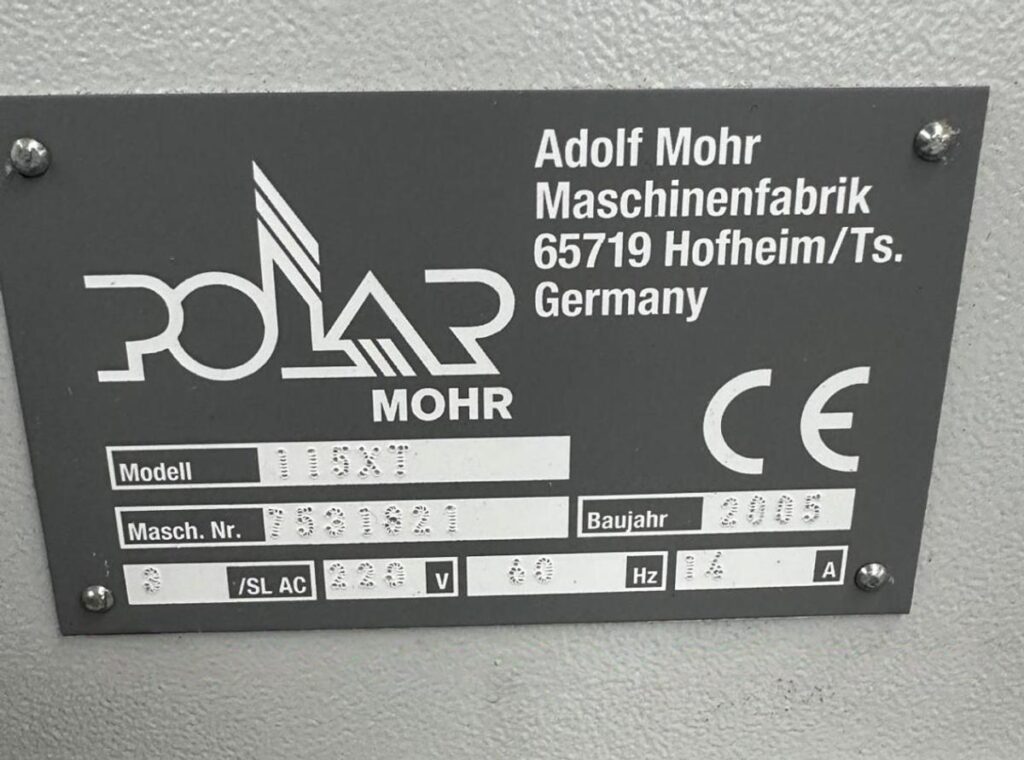 POLAR
MOHR
Adolf Mohr
Maschinenfabrik
65719 Hofheim/Ts.
Germany
CE
Modell 115XT
Masch. Nr. 7531621
Baujahr 2005
3 /SL AC 220 V 60 Hz 14 A